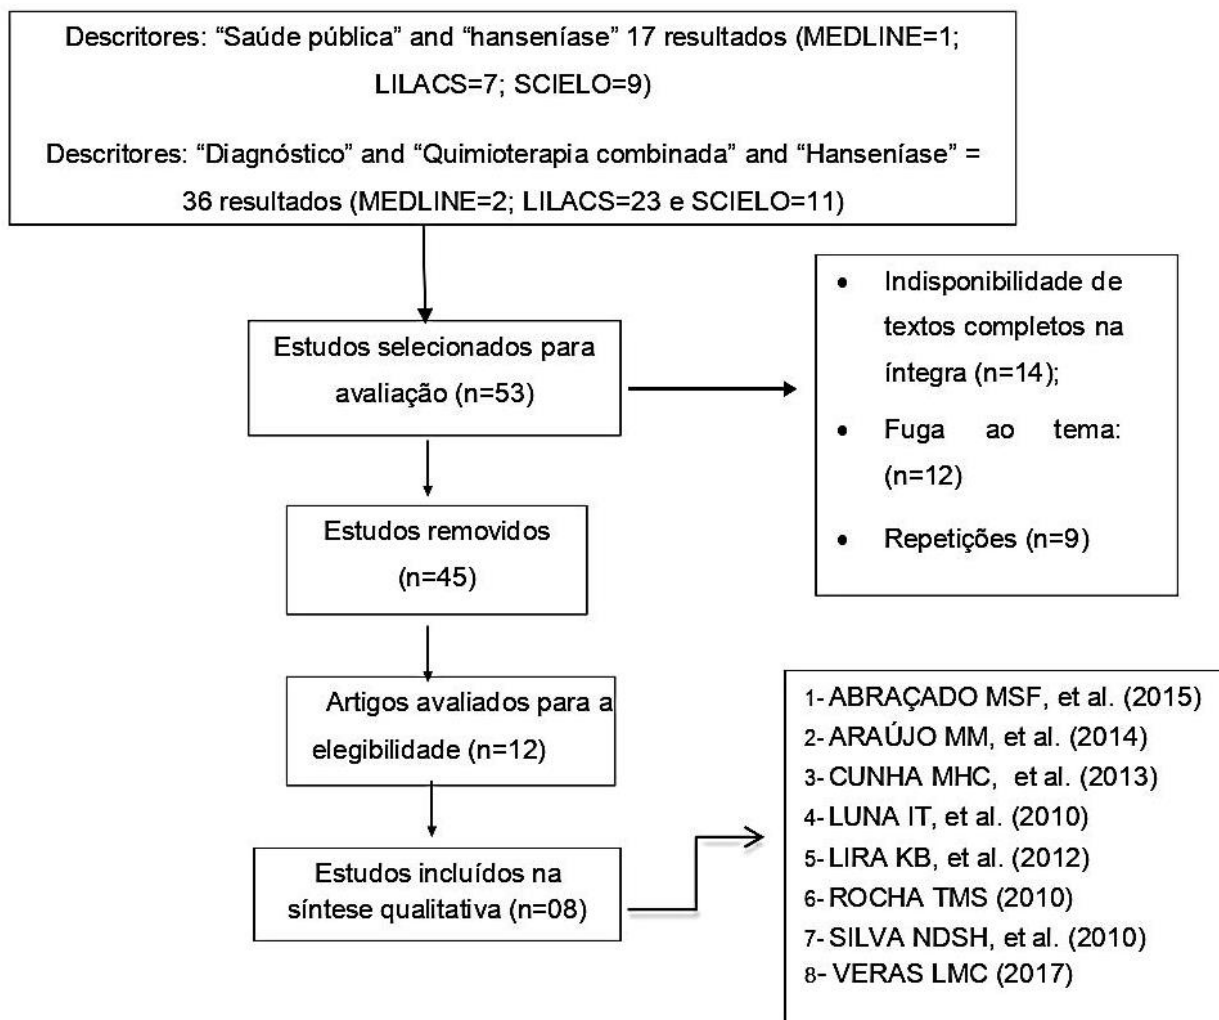 Descritores: “Saúde pública” and “hanseníase” 17 resultados (MEDLINE=1;
LILACS=7; SCIELO=9)
Descritores: “Diagnóstico” and “Quimioterapia combinada” and “Hanseníase” =
36 resultados (MEDLINE=2; LILACS=23 e SCIELO=11)
Estudos selecionados para
avaliação (n=53)
• Indisponibilidade de
textos completos na
íntegra (n=14);
• Fuga ao tema:
(n=12)
• Repetições (n=9)
Estudos removidos
(n=45)
Artigos avaliados para a
elegibilidade (n=12)
Estudos incluídos na
síntese qualitativa (n=08)
1- ABRAÇADO MSF, et al. (2015)
2- ARAÚJO MM, et al. (2014)
3- CUNHA MHC, et al. (2013)
4- LUNA IT, et al. (2010)
5- LIRA KB, et al. (2012)
6- ROCHA TMS (2010)
7- SILVA NDSH, et al. (2010)
8- VERAS LMC (2017)